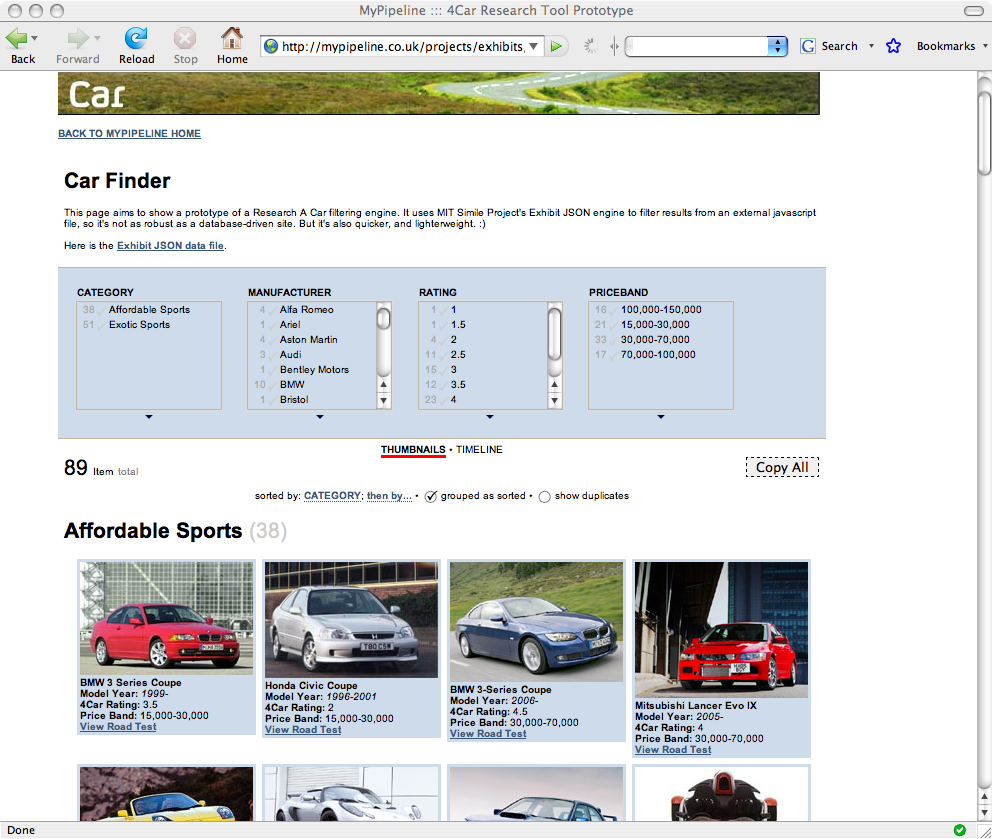 MyPipeline ::: 4Car Research Tool Prototype
Back
Forward
Reload
Stop
Home
http://mypipeline.co.uk/projects/exhibits
G Search
Bookmarks
Car
BACK TO MYPIPELINE HOME
Car Finder
This page aims to show a prototype of a Research A Car filtering engine. It uses MIT Simile Project's Exhibit JSON engine to filter results from an external javascript
file, so it's not as robust as a database-driven site. But it's also quicker, and lighterweight. :)
Here is the Exhibit JSON data file.
CATEGORY
38 Affordable Sports
51 Exotic Sports
MANUFACTURER
4 Alfa Romeo
1 Ariel
4 Aston Martin
3 Audi
1 Bentley Motors
10 BMW
1 Bristol
RATING
1 1
1 1.5
4 2
11 2.5
15 3
12 3.5
23 4
PRICEBAND
16 100,000-150,000
21 15,000-30,000
33 30,000-70,000
17 70,000-100,000
THUMBNAILS • TIMELINE
89 Item total
Copy All
sorted by: CATEGORY; then by... • grouped as sorted • show duplicates
Affordable Sports (38)
BMW 3 Series Coupe
Model Year: 1999-
4Car Rating: 3.5
Price Band: 15,000-30,000
View Road Test
T80 CSW
Honda Civic Coupe
Model Year: 1996-2001
4Car Rating: 2
Price Band: 15,000-30,000
View Road Test
BMW 3-Series Coupe
Model Year: 2006-
4Car Rating: 4.5
Price Band: 30,000-70,000
View Road Test
Mitsubishi Lancer Evo IX
Model Year: 2005-
4Car Rating: 4
Price Band: 30,000-70,000
View Road Test
Done